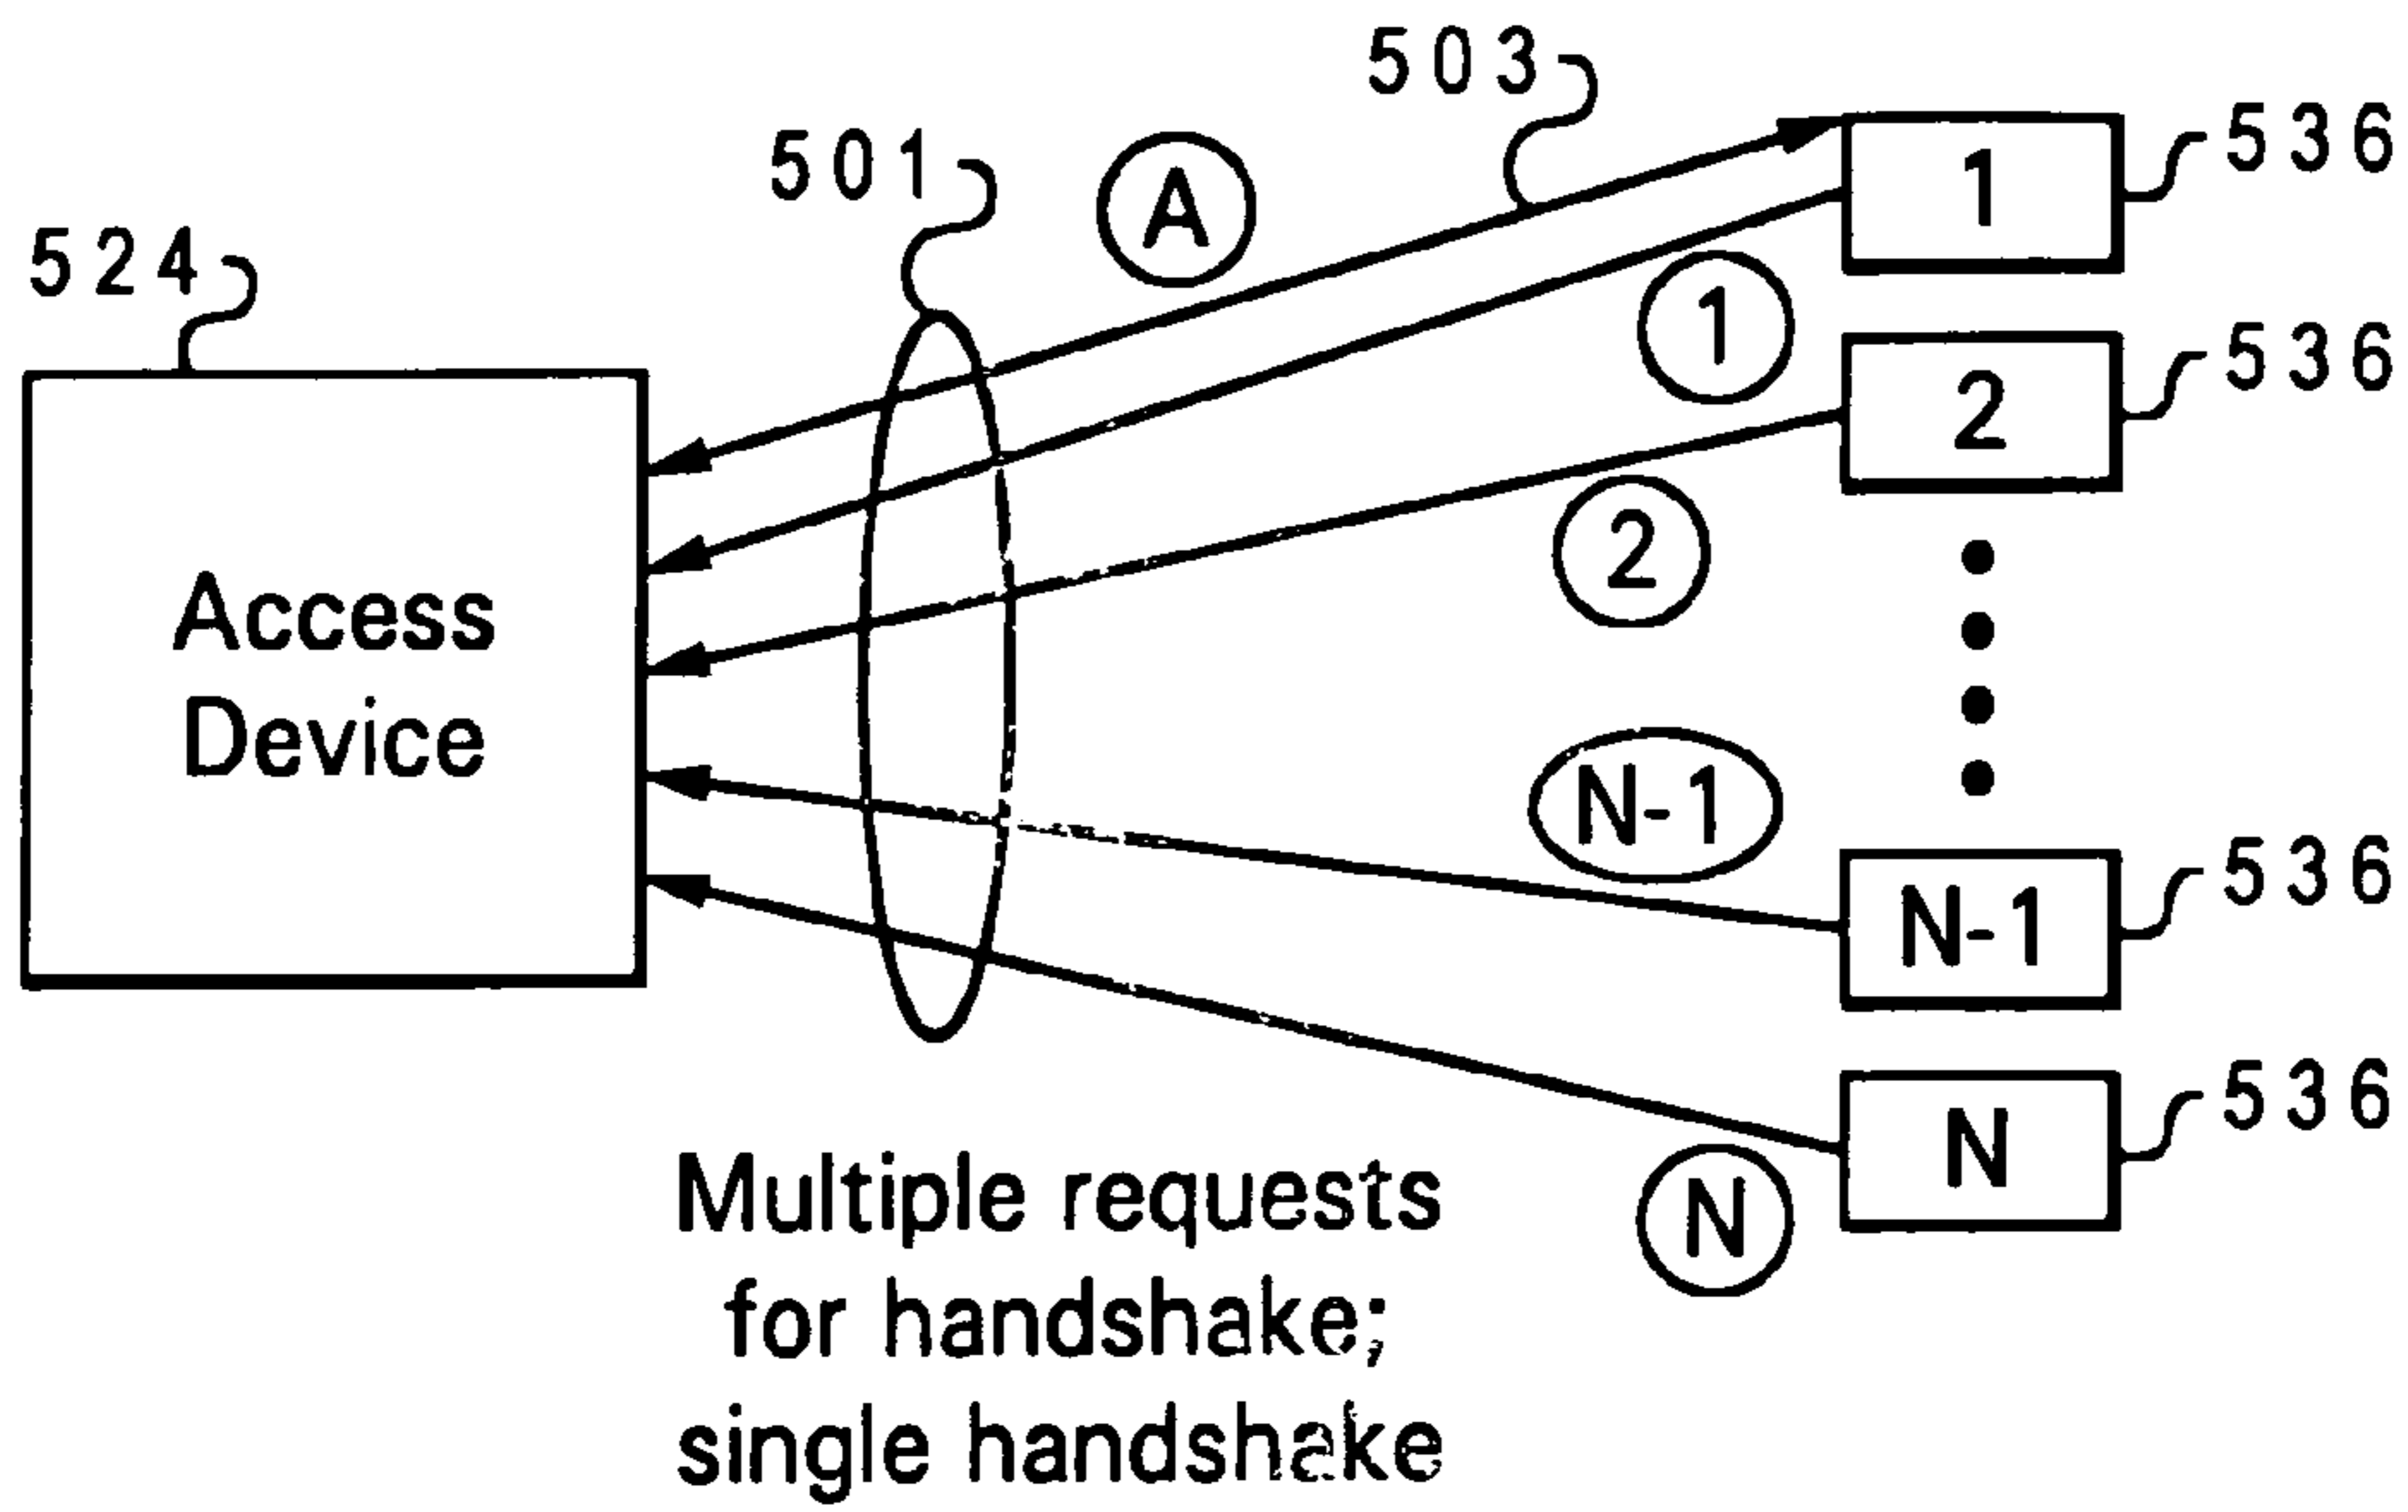 503
501
A
1
536
524
1
2
536
2
Access
Device
N-1
N-1
536
N
536
N
Multiple requests
for handshake;
single handshake